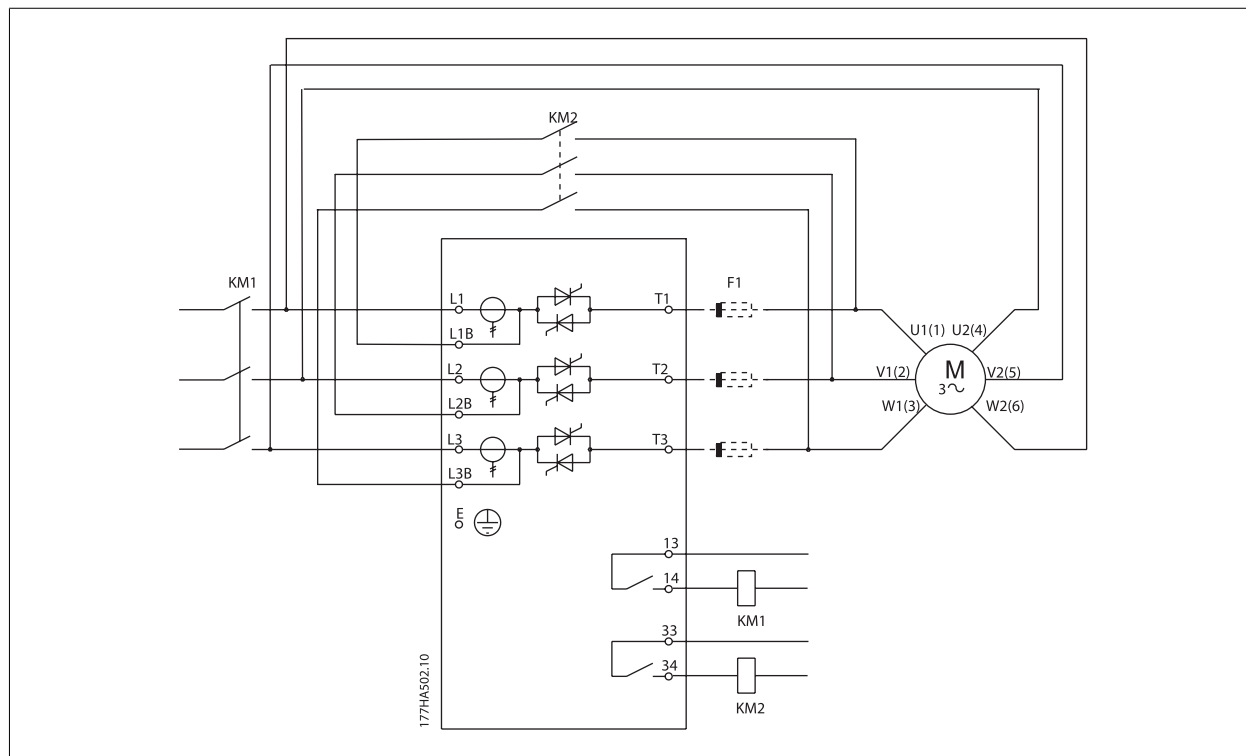 KM2
KM1
F1
L1
T1
L1B
U1(1) U2(4)
L2
T2
V1(2)
M
3~
V2(5)
L2B
W1(3)
W2(6)
L3
T3
L3B
E
13
14
KM1
33
34
KM2
177HA502.10